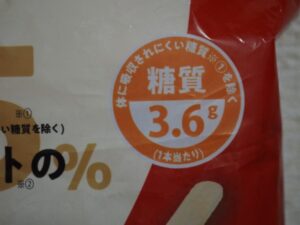 体に吸収されにくい糖質※①を除く
糖質
3.6g
(1本当たり)
※①
い糖質を除く)
トの%
※②